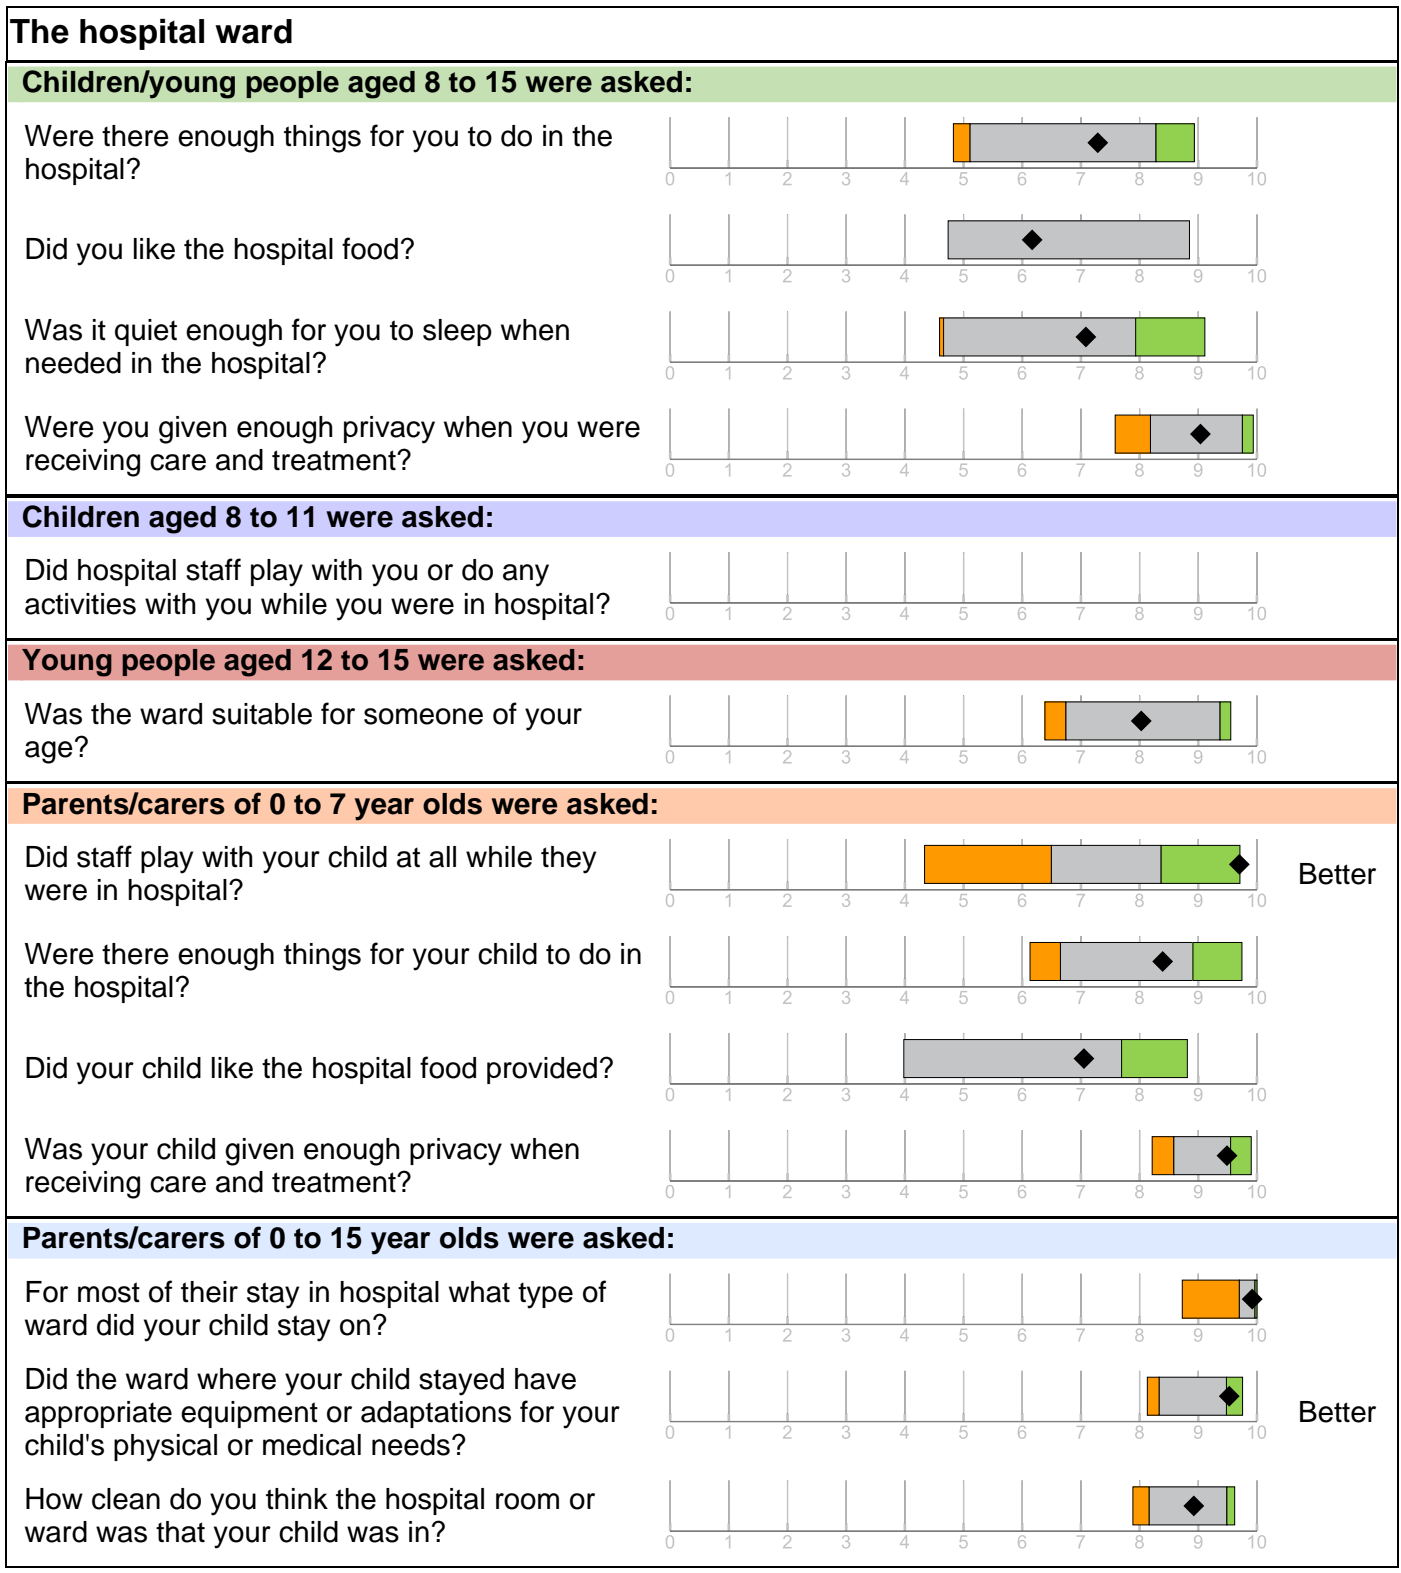 The hospital ward
Children/young people aged 8 to 15 were asked:
Were there enough things for you to do in the
hospital?
0 1 2 3 4 5 6 7 8 9 10
Did you like the hospital food?
0 1 2 3 4 5 6 7 8 9 10
Was it quiet enough for you to sleep when
needed in the hospital?
0 1 2 3 4 5 6 7 8 9 10
Were you given enough privacy when you were
receiving care and treatment?
0 1 2 3 4 5 6 7 8 9 10
Children aged 8 to 11 were asked:
Did hospital staff play with you or do any
activities with you while you were in hospital?
0 1 2 3 4 5 6 7 8 9 10
Young people aged 12 to 15 were asked:
Was the ward suitable for someone of your
age?
0 1 2 3 4 5 6 7 8 9 10
Parents/carers of 0 to 7 year olds were asked:
Did staff play with your child at all while they
were in hospital?
0 1 2 3 4 5 6 7 8 9 10
Better
Were there enough things for your child to do in
the hospital?
0 1 2 3 4 5 6 7 8 9 10
Did your child like the hospital food provided?
0 1 2 3 4 5 6 7 8 9 10
Was your child given enough privacy when
receiving care and treatment?
0 1 2 3 4 5 6 7 8 9 10
Parents/carers of 0 to 15 year olds were asked:
For most of their stay in hospital what type of
ward did your child stay on?
0 1 2 3 4 5 6 7 8 9 10
Did the ward where your child stayed have
appropriate equipment or adaptations for your
child's physical or medical needs?
0 1 2 3 4 5 6 7 8 9 10
Better
How clean do you think the hospital room or
ward was that your child was in?
0 1 2 3 4 5 6 7 8 9 10